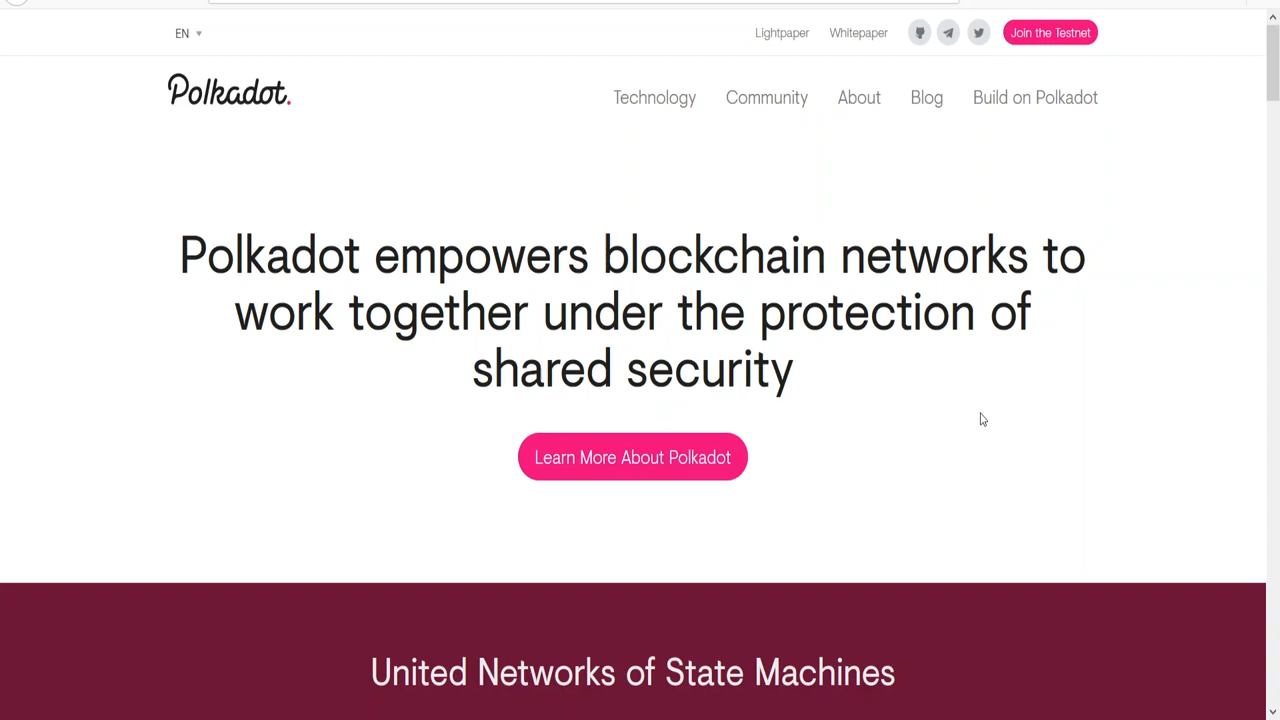 EN
Lightpaper Whitepaper Join the Testnet
Polkadot.
Technology Community About Blog Build on Polkadot
Polkadot empowers blockchain networks to
work together under the protection of
shared security
Learn More About Polkadot
United Networks of State Machines